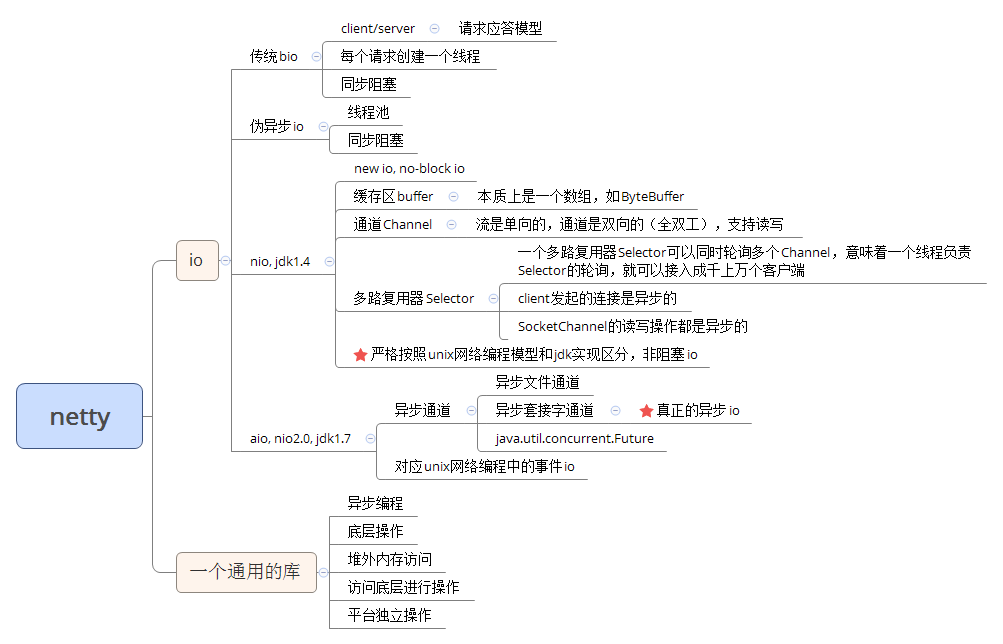 netty
io
传统bio
client/server
请求应答模型
每个请求创建一个线程
同步阻塞
伪异步io
线程池
同步阻塞
nio, jdk1.4
new io, no-block io
缓存区buffer
本质上是一个数组，如ByteBuffer
通道Channel
流是单向的，通道是双向的（全双工），支持读写
多路复用器Selector
一个多路复用器Selector可以同时轮询多个Channel，意味着一个线程负责
Selector的轮询，就可以接入成千上万个客户端
client发起的连接是异步的
SocketChannel的读写操作都是异步的
严格按照unix网络编程模型和jdk实现区分，非阻塞io
aio, nio2.0, jdk1.7
异步通道
异步文件通道
异步套接字通道
真正的异步io
java.util.concurrent.Future
对应unix网络编程中的事件io
一个通用的库
异步编程
底层操作
堆外内存访问
访问底层进行操作
平台独立操作